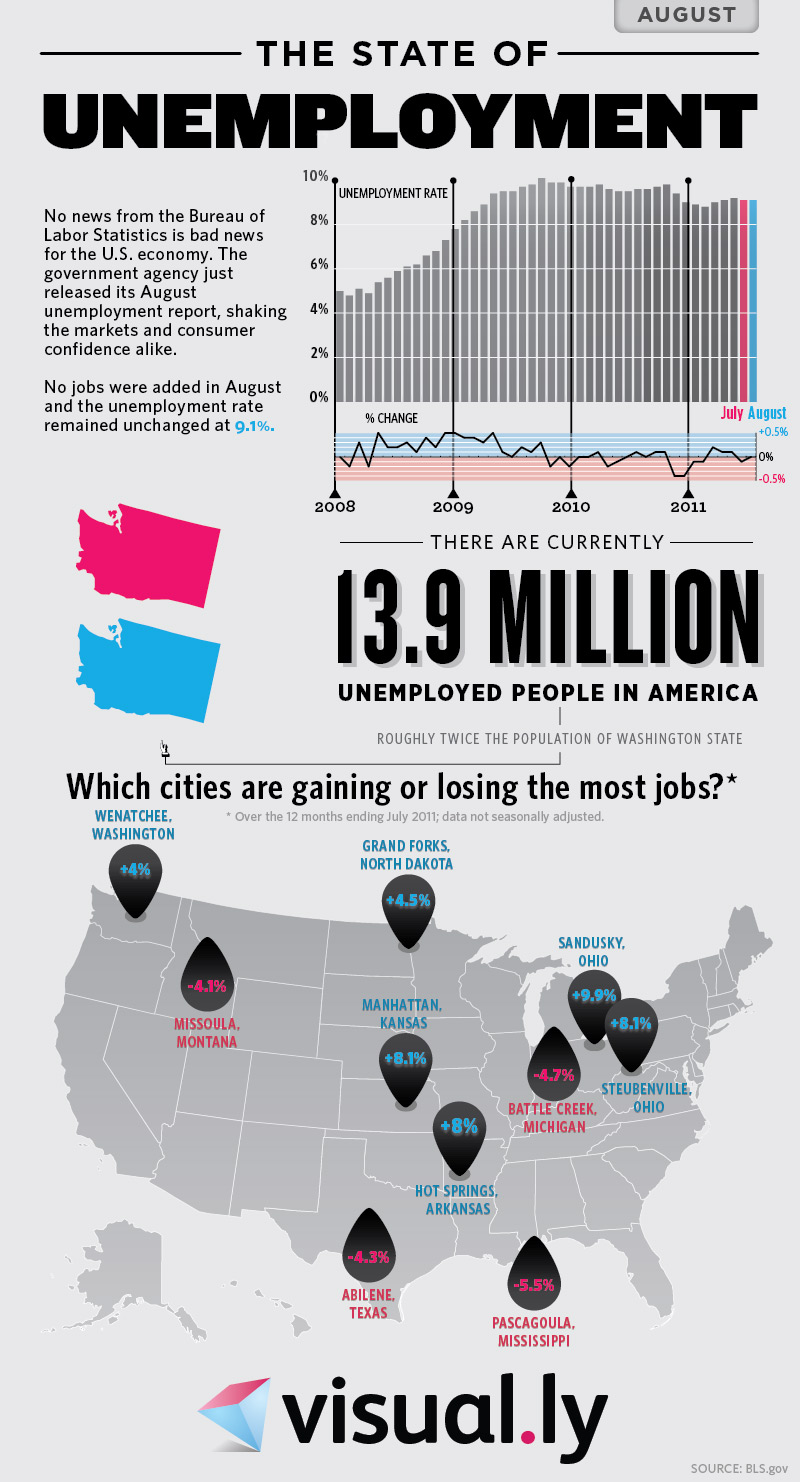 AUGUST
THE STATE OF
UNEMPLOYMENT
No news from the Bureau of
Labor Statistics is bad news
for the U.S. economy. The
government agency just
released its August
unemployment report, shaking
the markets and consumer
confidence alike.
No jobs were added in August
and the unemployment rate
remained unchanged at 9.1%.
10%
UNEMPLOYMENT RATE
8%
6%
4%
2%
0%
July August
% CHANGE
+0.5%
0%
-0.5%
2008 2009 2010 2011
THERE ARE CURRENTLY
13.9 MILLION
UNEMPLOYED PEOPLE IN AMERICA
ROUGHLY TWICE THE POPULATION OF WASHINGTON STATE
Which cities are gaining or losing the most jobs?*
* Over the 12 months ending July 2011; data not seasonally adjusted.
WENATCHEE,
WASHINGTON
+4%
GRAND FORKS,
NORTH DAKOTA
+4.5%
SANDUSKY,
OHIO
+9.9%
-4.1%
MISSOULA,
MONTANA
MANHATTAN,
KANSAS
+8.1%
+8.1%
STEUBENVILLE,
OHIO
-4.7%
BATTLE CREEK,
MICHIGAN
+8%
HOT SPRINGS,
ARKANSAS
-4.3%
ABILENE,
TEXAS
-5.5%
PASCAGOULA,
MISSISSIPPI
visual.ly
SOURCE: BLS.gov